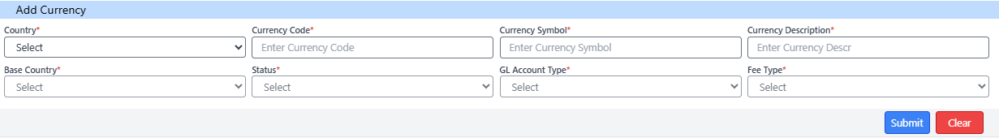 Add Currency
Country* Currency Code* Currency Symbol* Currency Description*
Select Enter Currency Code Enter Currency Symbol Enter Currency Descr
Base Country* Status* GL Account Type* Fee Type*
Select Select Select Select
Submit Clear